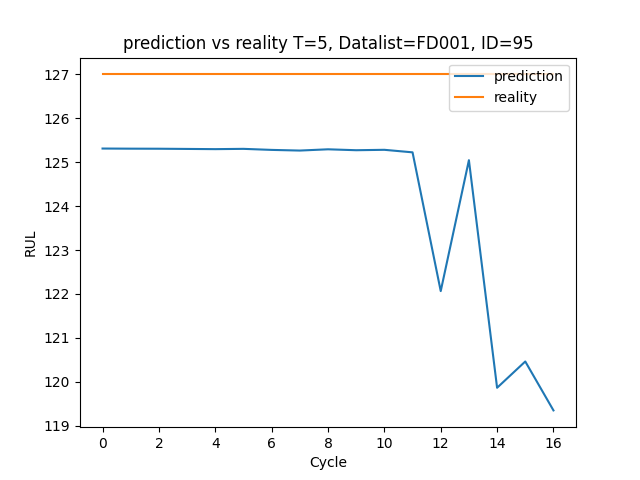 prediction vs reality T=5, Datalist=FD001, ID=95
127
126
125
124
123
122
121
120
119
RUL
prediction
reality
0 2 4 6 8 10 12 14 16
Cycle